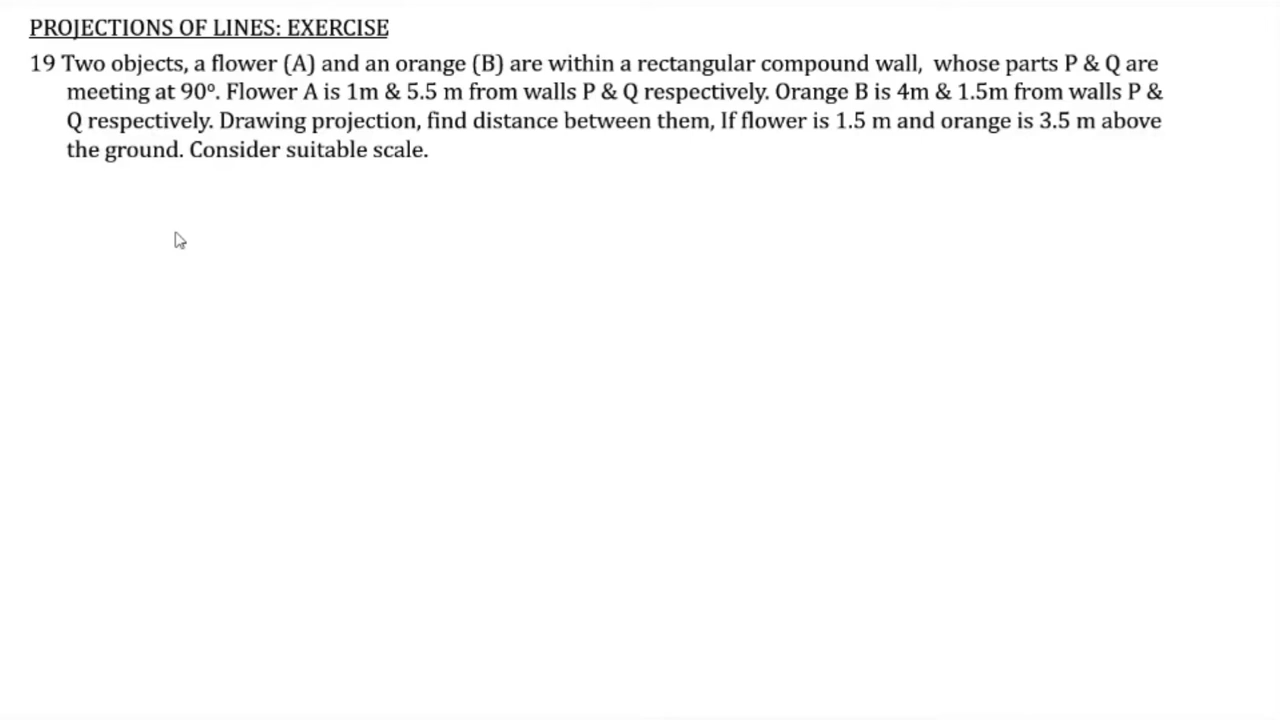 PROJECTIONS OF LINES: EXERCISE
19 Two objects, a flower (A) and an orange (B) are within a rectangular compound wall, whose parts P & Q are
meeting at 90°. Flower A is 1m & 5.5 m from walls P & Q respectively. Orange B is 4m & 1.5m from walls P &
Q respectively. Drawing projection, find distance between them, If flower is 1.5 m and orange is 3.5 m above
the ground. Consider suitable scale.